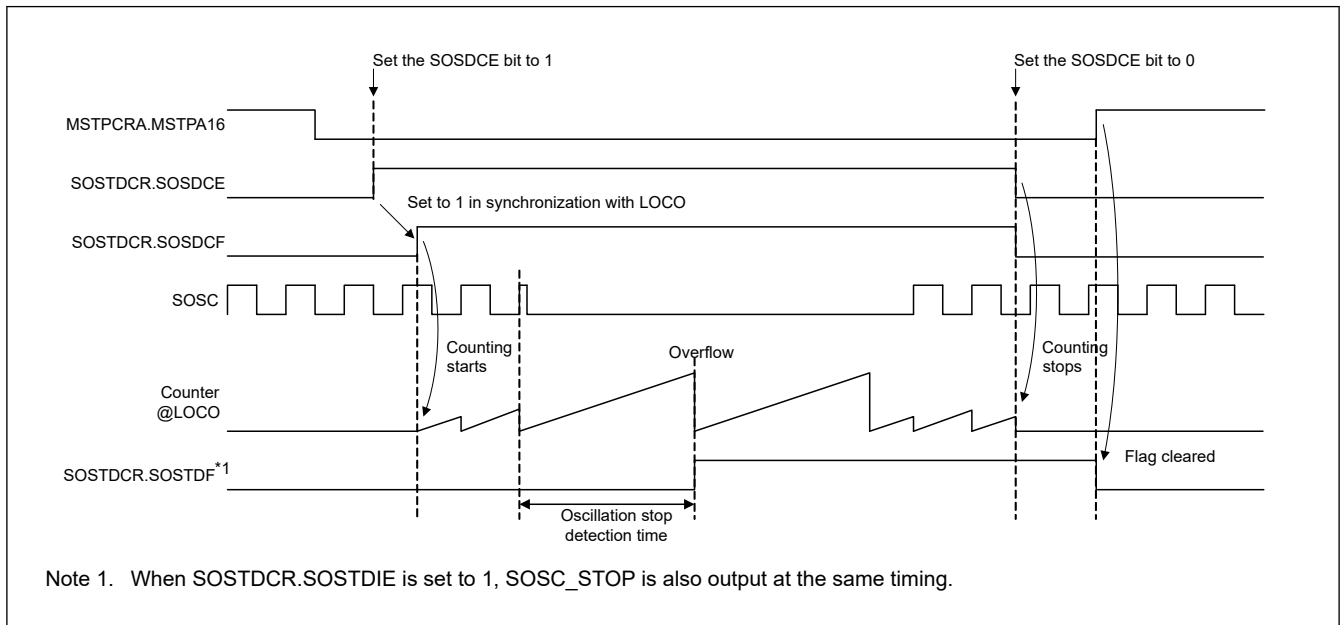 Set the SOSDCE bit to 1
Set the SOSDCE bit to 0
MSTPCRA.MSTPA16
SOSTDCR.SOSDCE
Set to 1 in synchronization with LOCO
SOSTDCR.SOSDCF
SOSC
Counting
starts
Overflow
Counting
stops
Counter
@LOCO
SOSTDCR.SOSTDF*1
Flag cleared
Oscillation stop
detection time
Note 1. When SOSTDCR.SOSTDIE is set to 1, SOSC_STOP is also output at the same timing.